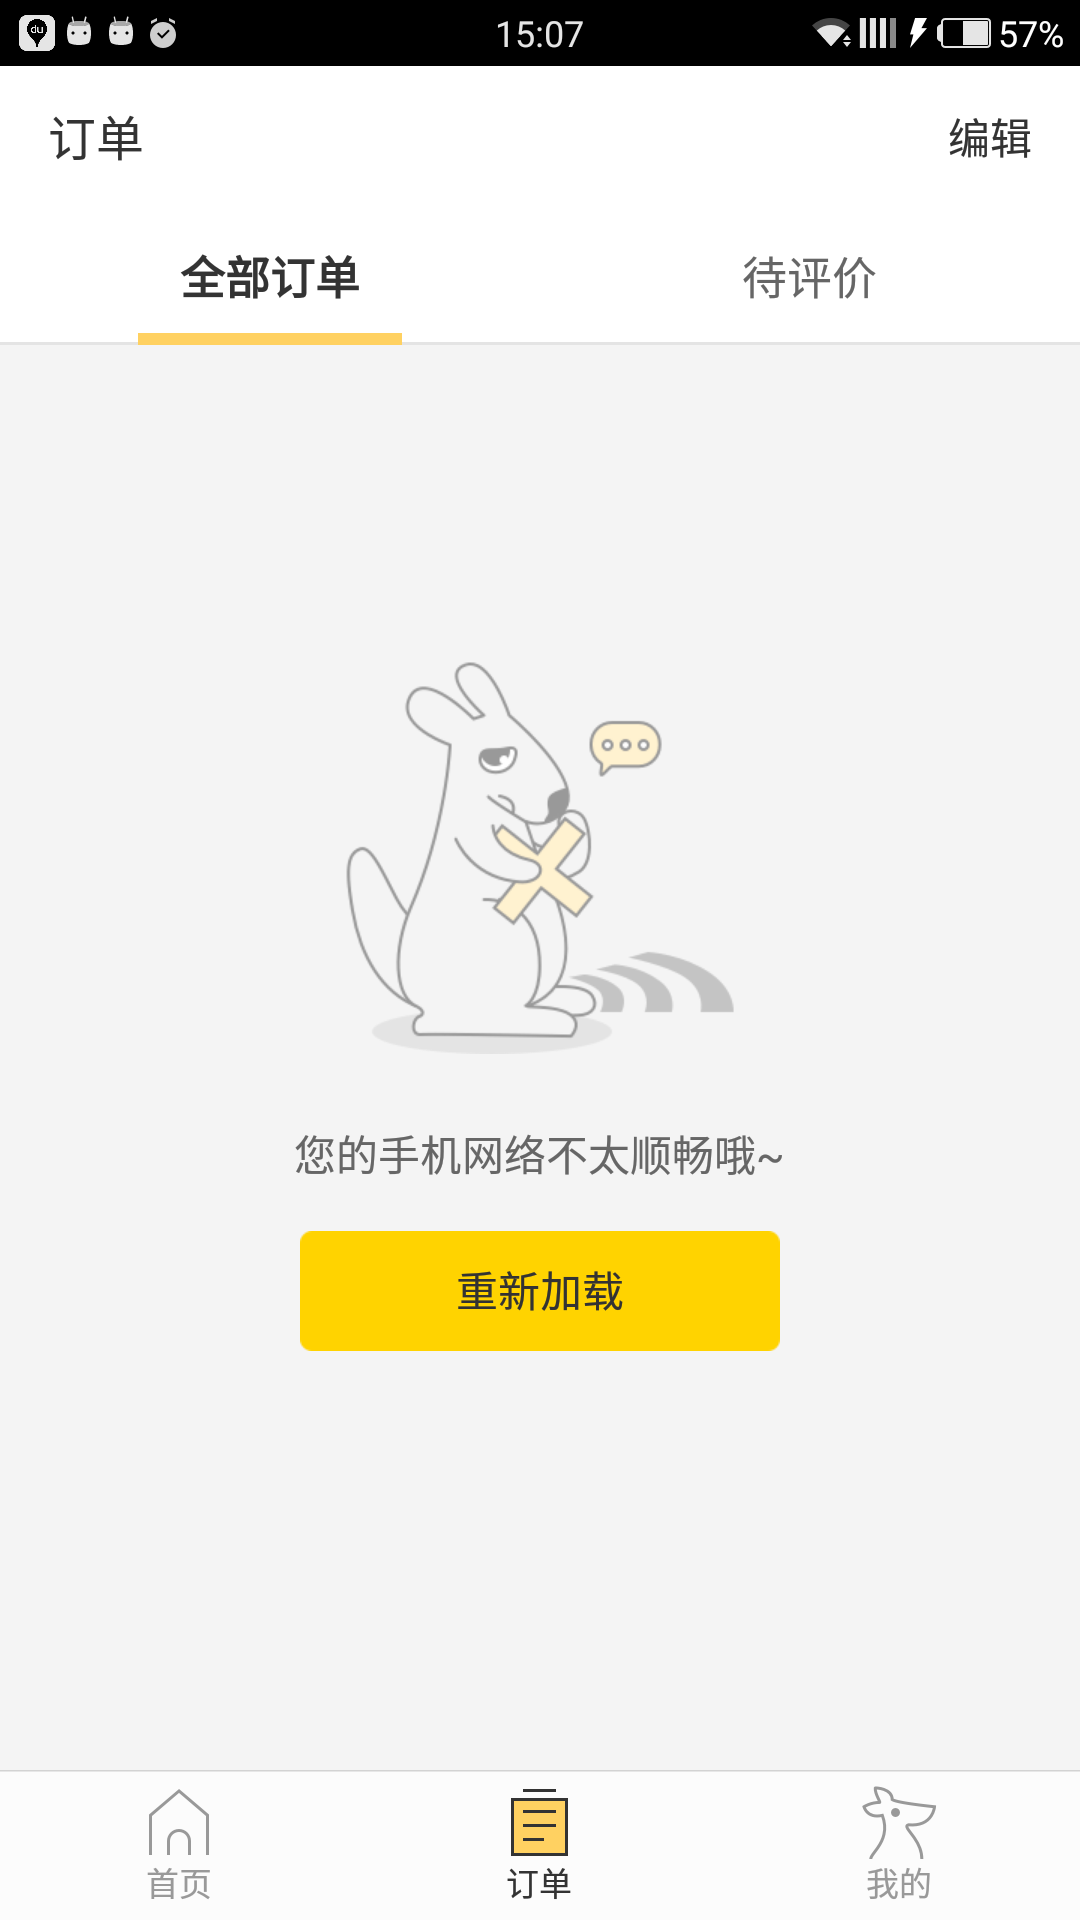 du
15:07
57%
订单
编辑
全部订单
待评价
您的手机网络不太顺畅哦~
重新加载
首页
订单
我的